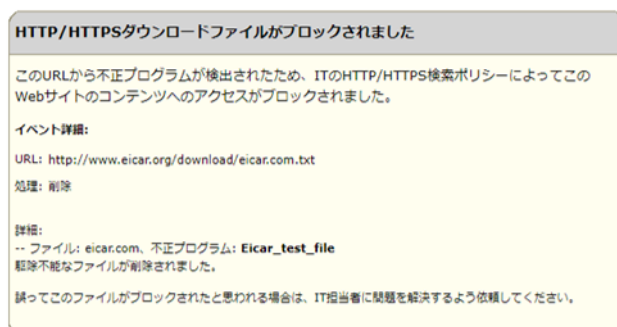 HTTP/HTTPSダウンロードファイルがブロックされました
このURLから不正プログラムが検出されたため、ITのHTTP/HTTPS検索ポリシーによってこの
Webサイトのコンテンツへのアクセスがブロックされました。
イベント詳細:
URL: http://www.eicar.org/download/eicar.com.txt
処理: 削除
詳細:
-- ファイル: eicar.com、不正プログラム: Eicar_test_file
駆除不能なファイルが削除されました。
誤ってこのファイルがブロックされたと思われる場合は、IT担当者に問題を解決するよう依頼してください。